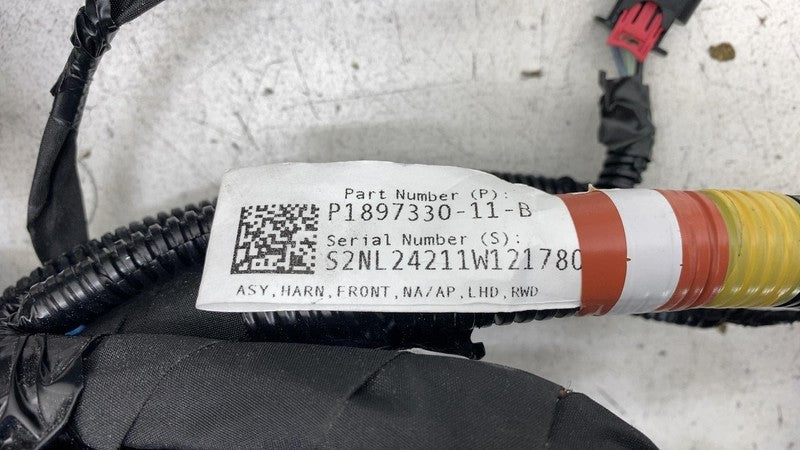 Part Number (P):
P1897330-11-B
Serial Number (S):
S2NL24211W121780
ASY,HARN,FRONT,NA/AP,LHD,RWD